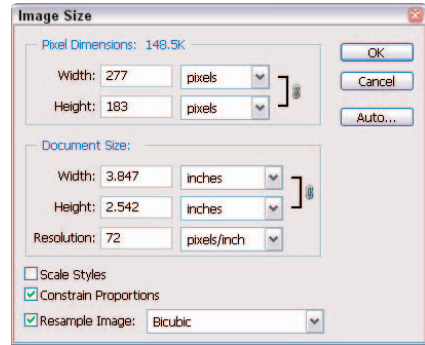 Image Size
Pixel Dimensions: 148.5K
Width: 277 pixels
Height: 183 pixels
OK
Cancel
Auto...
Document Size:
Width: 3.847 inches
Height: 2.542 inches
Resolution: 72 pixels/inch
Scale Styles
Constrain Proportions
Resample Image: Bicubic